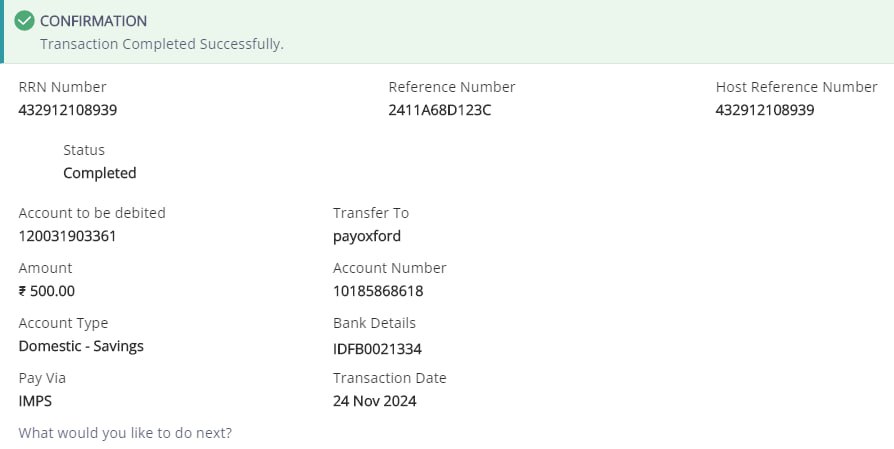 CONFIRMATION
Transaction Completed Successfully.
RRN Number Reference Number Host Reference Number
432912108939 2411A68D123C 432912108939
Status
Completed
Account to be debited Transfer To
120031903361 payoxford
Amount Account Number
₹ 500.00 10185868618
Account Type Bank Details
Domestic - Savings IDFB0021334
Pay Via Transaction Date
IMPS 24 Nov 2024
What would you like to do next?